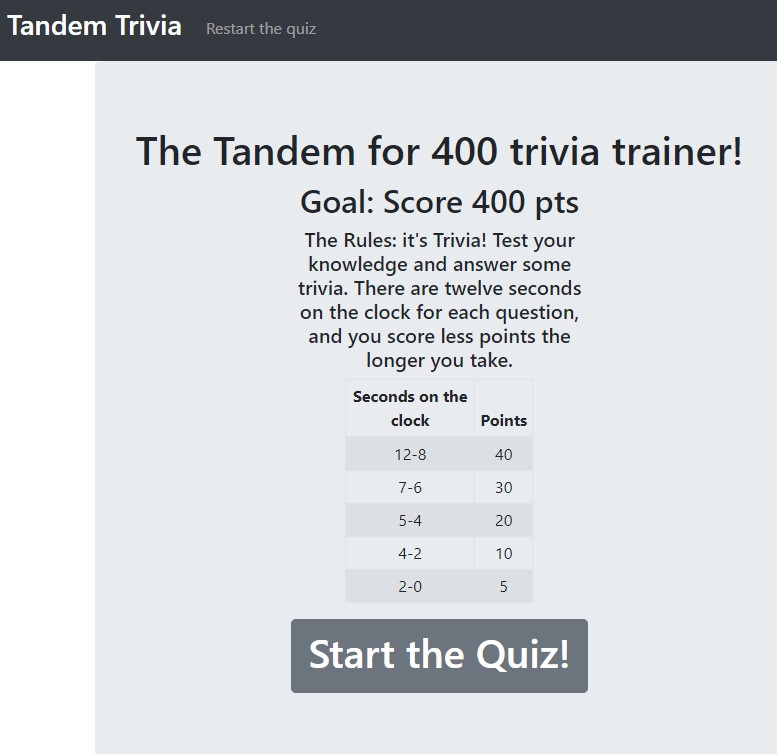 Tandem Trivia Restart the quiz
The Tandem for 400 trivia trainer!
Goal: Score 400 pts
The Rules: it's Trivia! Test your
knowledge and answer some
trivia. There are twelve seconds
on the clock for each question,
and you score less points the
longer you take.
Seconds on the
clock Points
12-8 40
7-6 30
5-4 20
4-2 10
2-0 5
Start the Quiz!